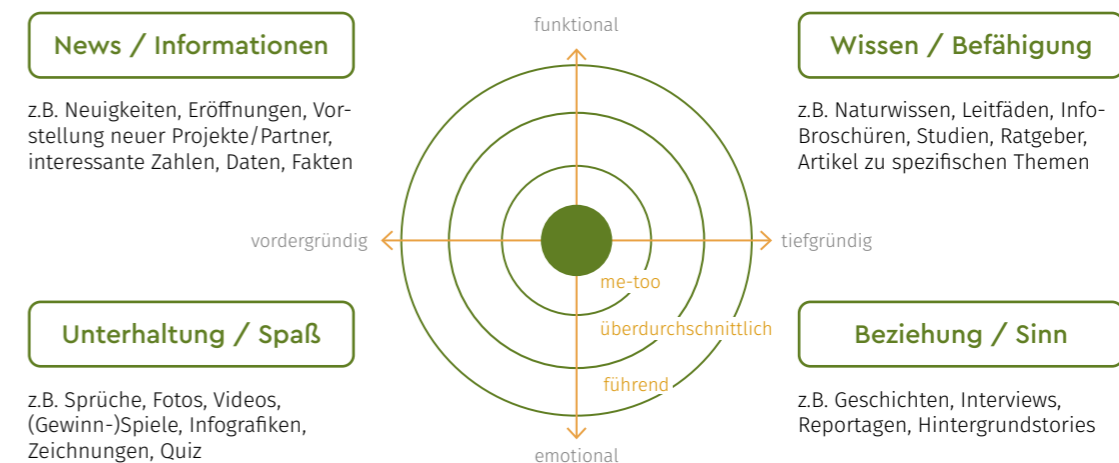 funktional
News / Informationen
z.B. Neuigkeiten, Eröffnungen, Vor-
stellung neuer Projekte/Partner,
interessante Zahlen, Daten, Fakten
Wissen / Befähigung
z.B. Naturwissen, Leitfäden, Info-
Broschüren, Studien, Ratgeber,
Artikel zu spezifischen Themen
vordergründig
tiefgründig
me-too
überdurchschnittlich
führend
Unterhaltung / Spaß
z.B. Sprüche, Fotos, Videos,
(Gewinn-)Spiele, Infografiken,
Zeichnungen, Quiz
Beziehung / Sinn
z.B. Geschichten, Interviews,
Reportagen, Hintergrundstories
emotional